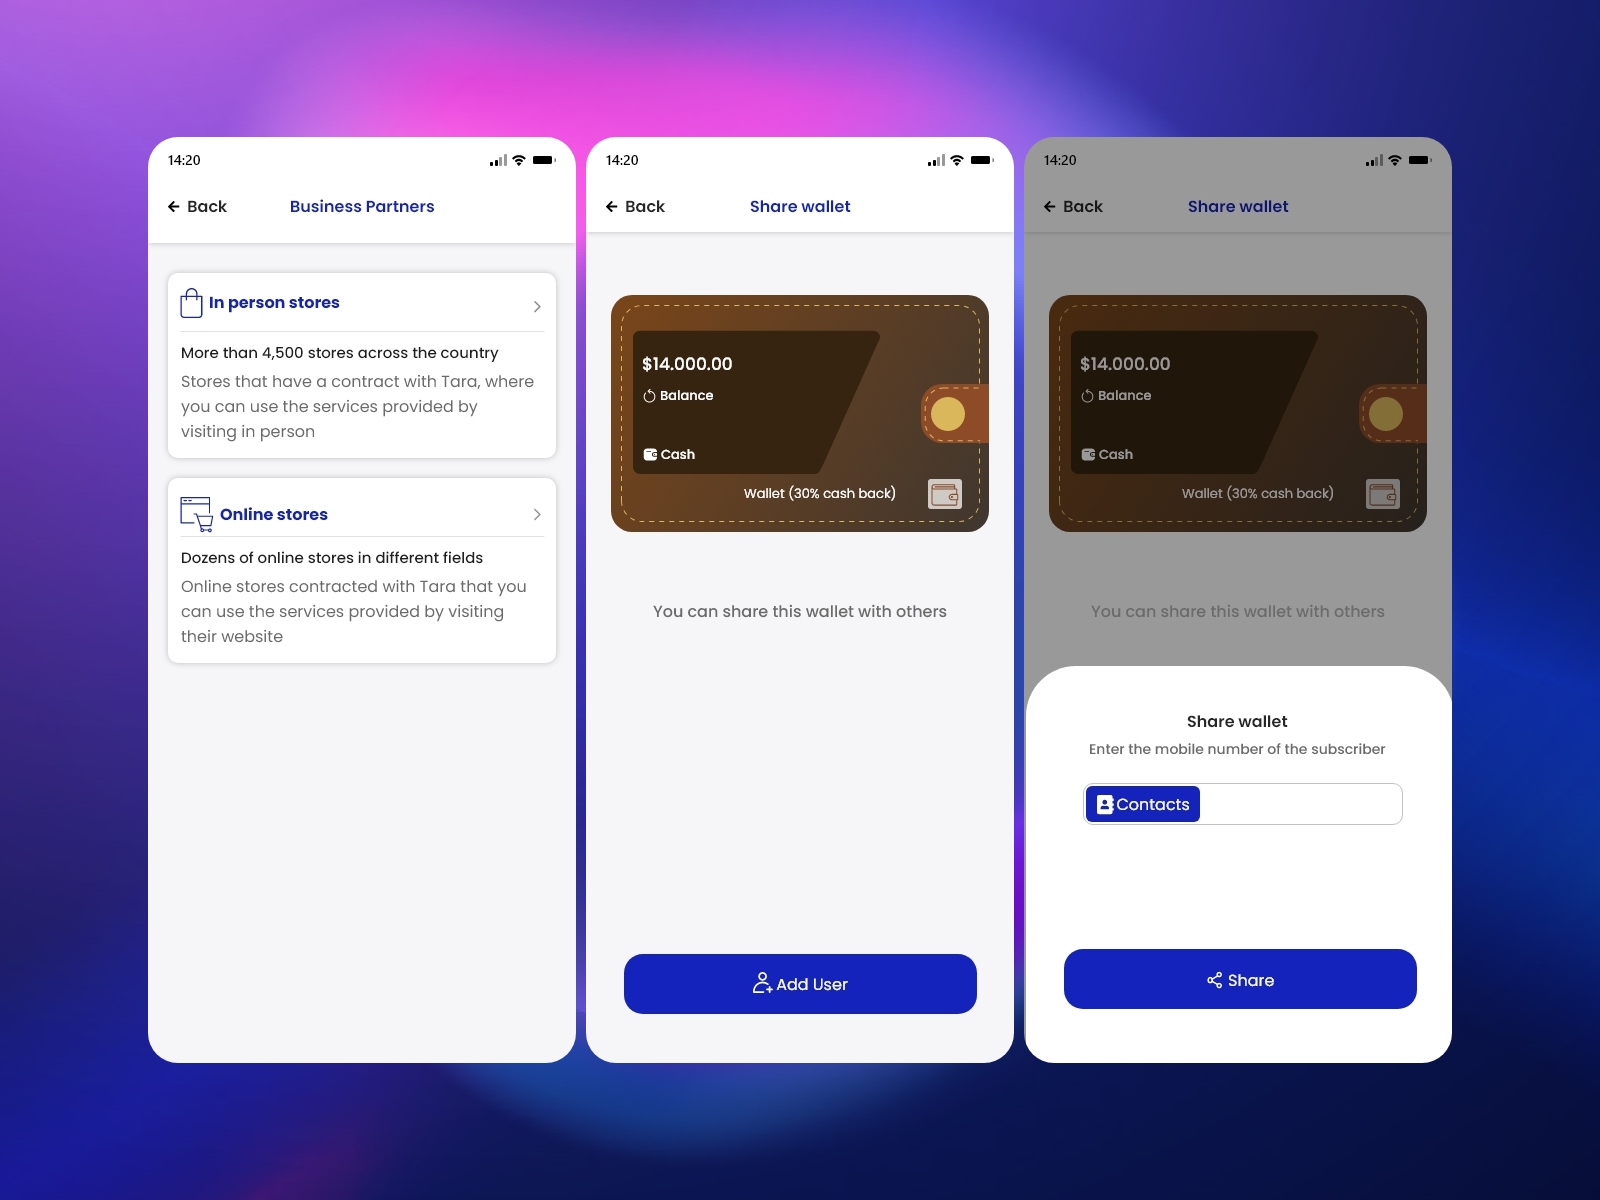 14:20
Back
Business Partners
In person stores
More than 4,500 stores across the country
Stores that have a contract with Tara, where
you can use the services provided by
visiting in person
Online stores
Dozens of online stores in different fields
Online stores contracted with Tara that you
can use the services provided by visiting
their website
14:20
Back
Share wallet
$14.000.00
Balance
Cash
Wallet (30% cash back)
You can share this wallet with others
Add User
14:20
Back
Share wallet
$14.000.00
Balance
Cash
Wallet (30% cash back)
You can share this wallet with others
Share wallet
Enter the mobile number of the subscriber
Contacts
Share